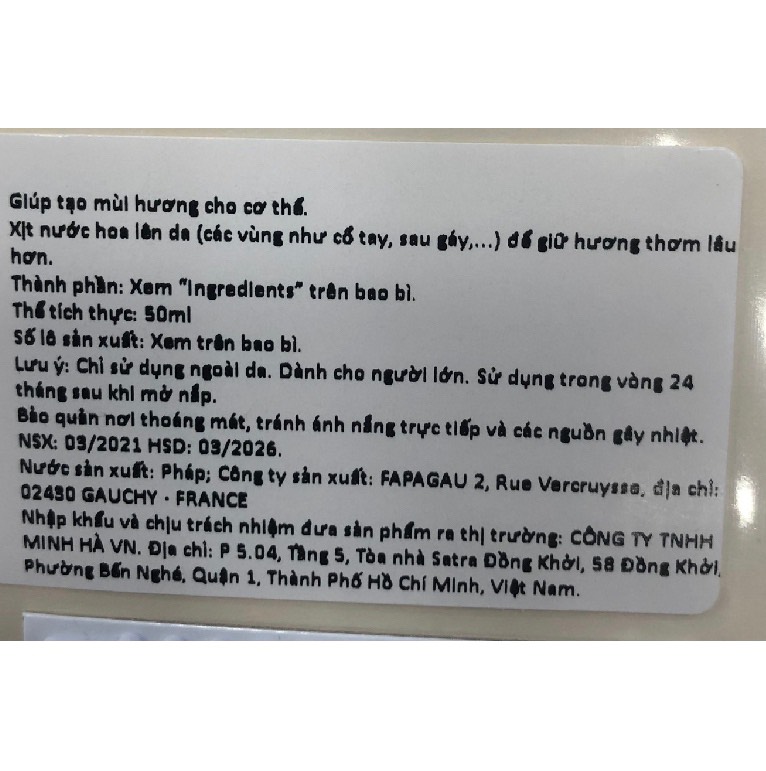 Giúp tạo mùi hương cho cơ thể.
Xịt nước hoa lên da (các vùng như cổ tay, sau gáy,...) để giữ hương thơm lâu
hơn.
Thành phần: Xem "Ingredients" trên bao bì.
Thể tích thực: 50ml
Số lô sản xuất: Xem trên bao bì.
Lưu ý: Chỉ sử dụng ngoài da. Dành cho người lớn. Sử dụng trong vòng 24
tháng sau khi mở nắp.
Bảo quản nơi thoáng mát, tránh ánh nắng trực tiếp và các nguồn gây nhiệt.
NSX: 03/2021 HSD: 03/2026.
Nước sản xuất: Pháp; Công ty sản xuất: FAPAGAU 2, Rue Vercruysse, địa chỉ:
02430 GAUCHY - FRANCE
Nhập khẩu và chịu trách nhiệm đưa sản phẩm ra thị trường: CÔNG TY TNHH
MINH HÀ VN. Địa chỉ: P 5.04, Tầng 5, Tòa nhà Satra Đồng Khởi, 58 Đồng Khởi,
Phường Bến Nghé, Quận 1, Thành Phố Hồ Chí Minh, Việt Nam.